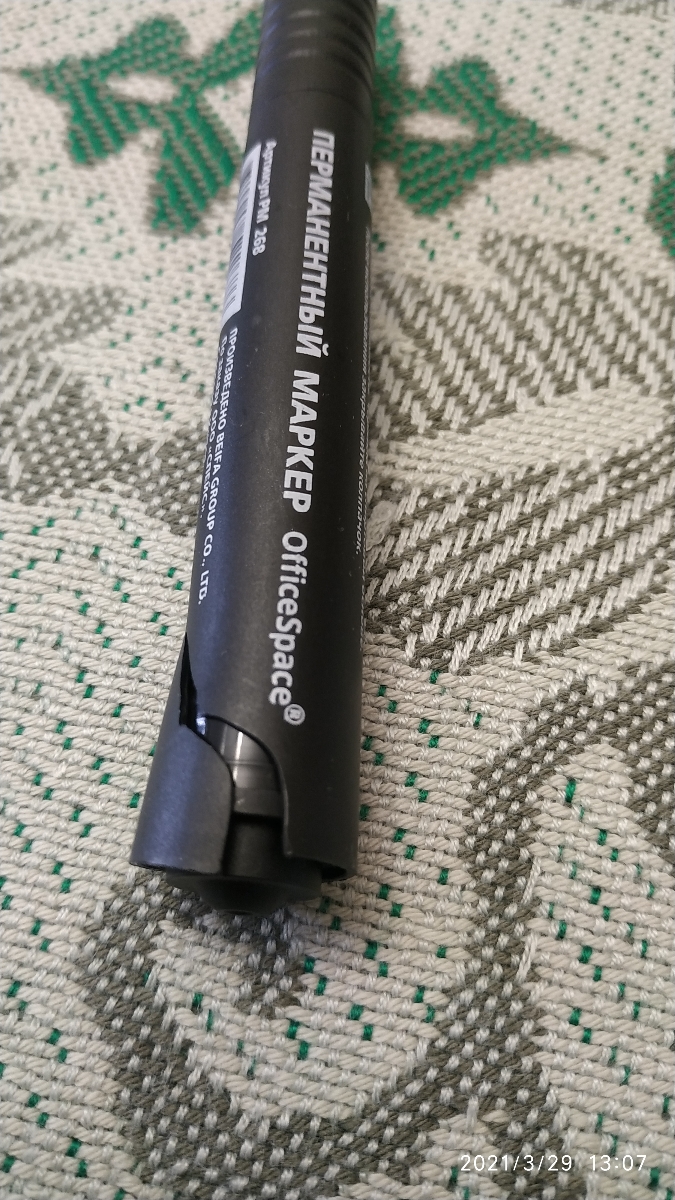 ПЕРМАНЕНТНЫЙ МАРКЕР OfficeSpace®
Артикул PM 268
ПРОИЗВЕДЕНО BEIFA GROUP CO., LTD.
колпачок.
2021/3/29 13:07